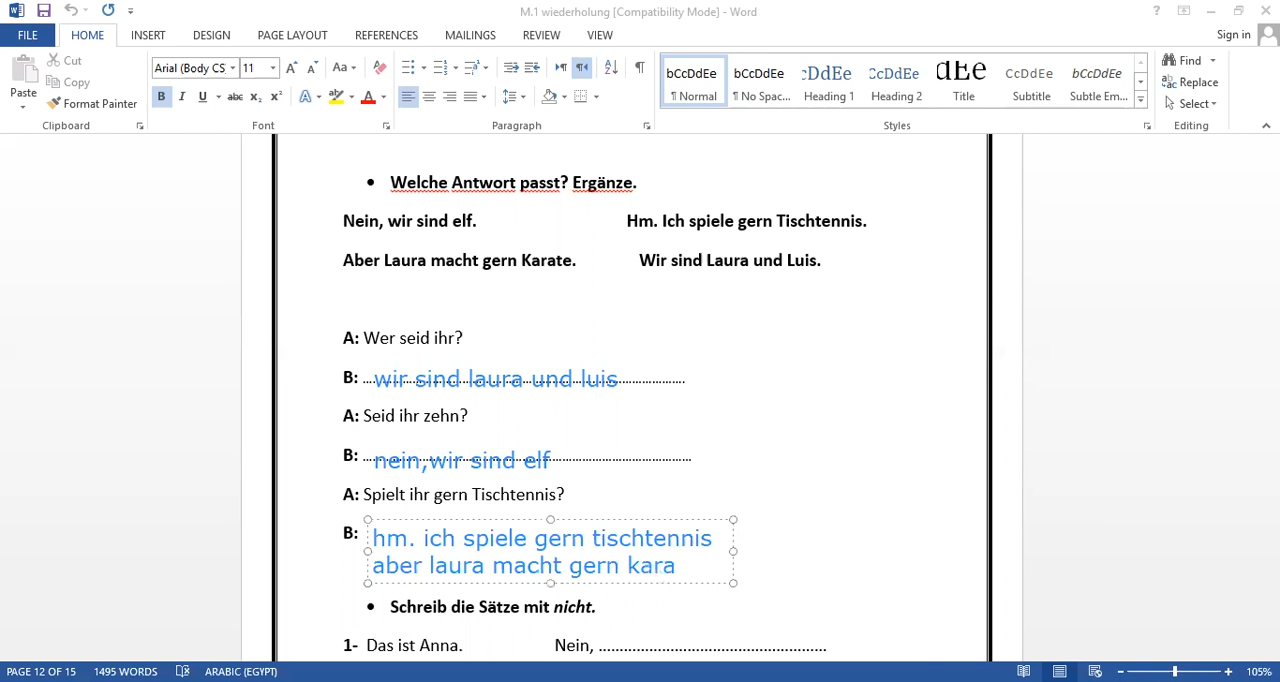 M.1 wiederholung [Compatibility Mode] - Word
FILE HOME INSERT DESIGN PAGE LAYOUT REFERENCES MAILINGS REVIEW VIEW Sign in
Paste Cut Copy Format Painter
Clipboard
Arial (Body CS 11
Font
Paragraph
bCcDdEe bCcDdEe CcDdEe CcDdEe dEe CcDdEe bCcDdEe
¶ Normal ¶ No Spac... Heading 1 Heading 2 Title Subtitle Subtle Em...
Styles
Find Replace Select
Editing
• Welche Antwort passt? Ergänze.
Nein, wir sind elf. Hm. Ich spiele gern Tischtennis.
Aber Laura macht gern Karate. Wir sind Laura und Luis.
A: Wer seid ihr?
B: wir sind laura und luis
A: Seid ihr zehn?
B: nein,wir sind elf
A: Spielt ihr gern Tischtennis?
B: hm. ich spiele gern tischtennis
aber laura macht gern kara
• Schreib die Sätze mit nicht.
1- Das ist Anna. Nein, ....................................................
PAGE 12 OF 15 1495 WORDS ARABIC (EGYPT) 105%